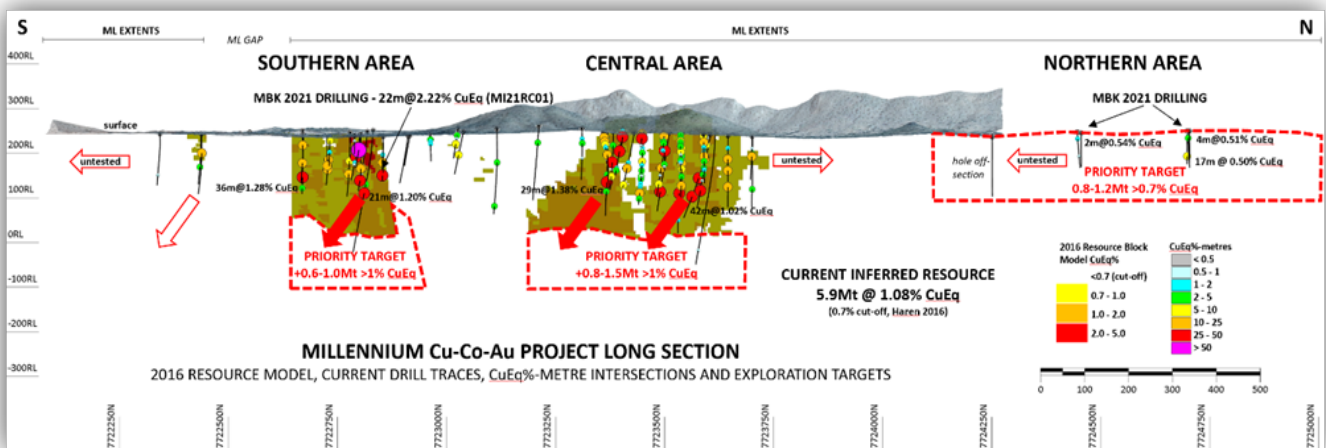 S
N
ML EXTENTS
ML GAP
ML EXTENTS
400RL
300RL
200RL
100RL
0RL
-100RL
-200RL
-300RL
SOUTHERN AREA
CENTRAL AREA
NORTHERN AREA
MBK 2021 DRILLING - 22m@2.22% CuEq (MI21RC01)
MBK 2021 DRILLING
surface
untested
36m@1.28% CuEq
21m@1.20% CuEq
29m@1.38% CuEq
42m@1.02% CuEq
untested
hole off-
section
untested
2m@0.54% CuEq
4m@0.51% CuEq
17m @ 0.50% CuEq
PRIORITY TARGET
0.8-1.2Mt >0.7% CuEq
PRIORITY TARGET
+0.6-1.0Mt >1% CuEq
PRIORITY TARGET
+0.8-1.5Mt >1% CuEq
CURRENT INFERRED RESOURCE
5.9Mt @ 1.08% CuEq
(0.7% cut-off, Haren 2016)
2016 Resource Block
Model CuEq%
<0.7 (cut-off)
0.7 - 1.0
1.0 - 2.0
2.0 - 5.0
CuEq%-metres
< 0.5
0.5 - 1
1 - 2
2 - 5
5 - 10
10 - 25
25 - 50
> 50
MILLENNIUM Cu-Co-Au PROJECT LONG SECTION
2016 RESOURCE MODEL, CURRENT DRILL TRACES, CuEq%-METRE INTERSECTIONS AND EXPLORATION TARGETS
0 100 200 300 400 500
7722250N
7722500N
7722750N
7723000N
7723250N
7723500N
7723750N
7724000N
7724250N
7724500N
7724750N
7725000N